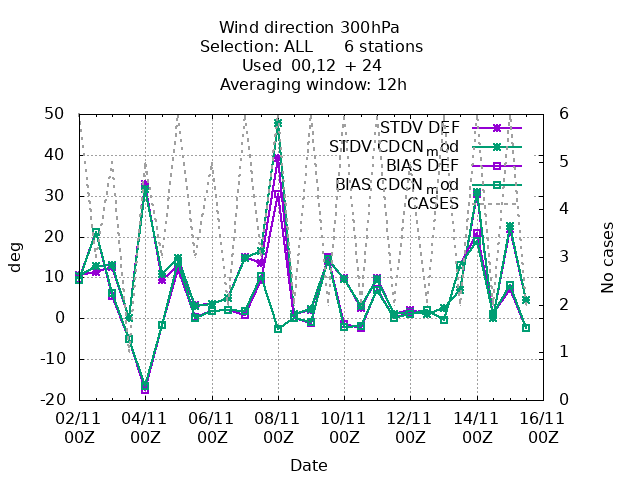 Wind direction 300hPa
Selection: ALL 6 stations
Used 00,12 + 24
Averaging window: 12h
50
40
30
20
10
0
-10
-20
deg
6
5
4
3
2
1
0
No cases
STDV DEF
STDV CDCN_mod
BIAS DEF
BIAS CDCN_mod
CASES
02/11 04/11 06/11 08/11 10/11 12/11 14/11 16/11
00Z 00Z 00Z 00Z 00Z 00Z 00Z 00Z
Date